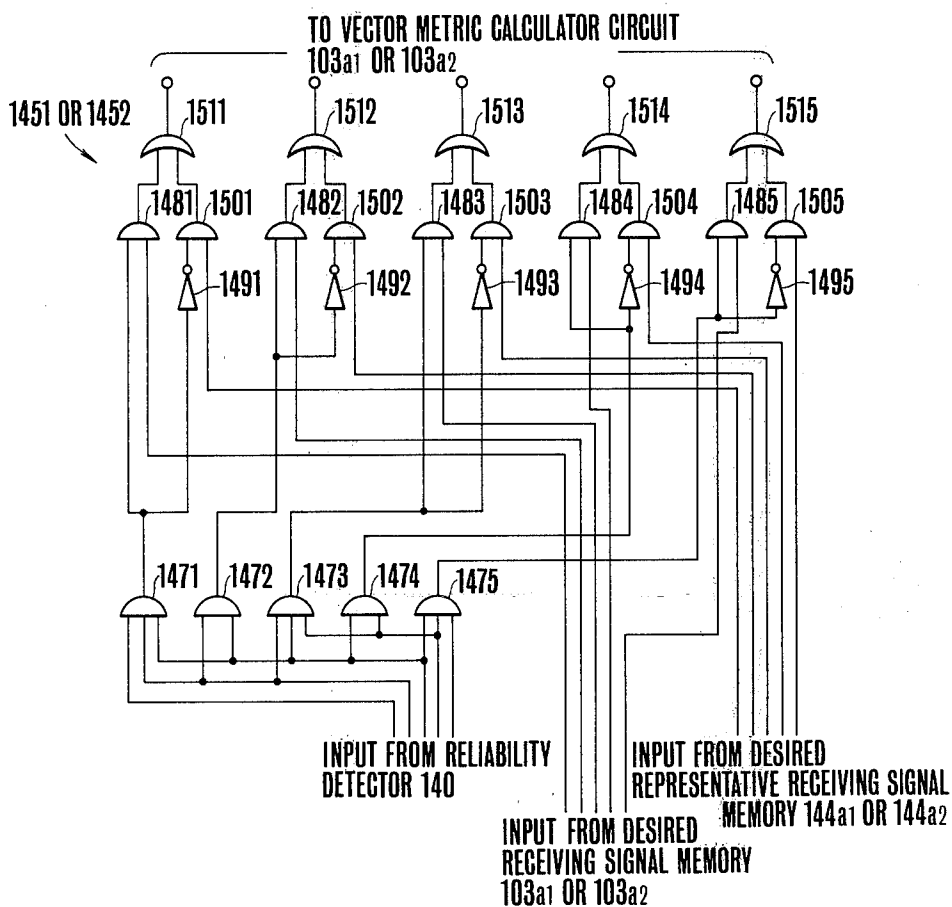 TO VECTOR METRIC CALCULATOR CIRCUIT
103a1 OR 103a2
1451 OR 1452
1511 1512 1513 1514 1515
1481 1501 1482 1502 1483 1503 1484 1504 1485 1505
1491 1492 1493 1494 1495
1471 1472 1473 1474 1475
INPUT FROM RELIABILITY
DETECTOR 140
INPUT FROM DESIRED
REPRESENTATIVE RECEIVING SIGNAL
MEMORY 144a1 OR 144a2
INPUT FROM DESIRED
RECEIVING SIGNAL MEMORY
103a1 OR 103a2